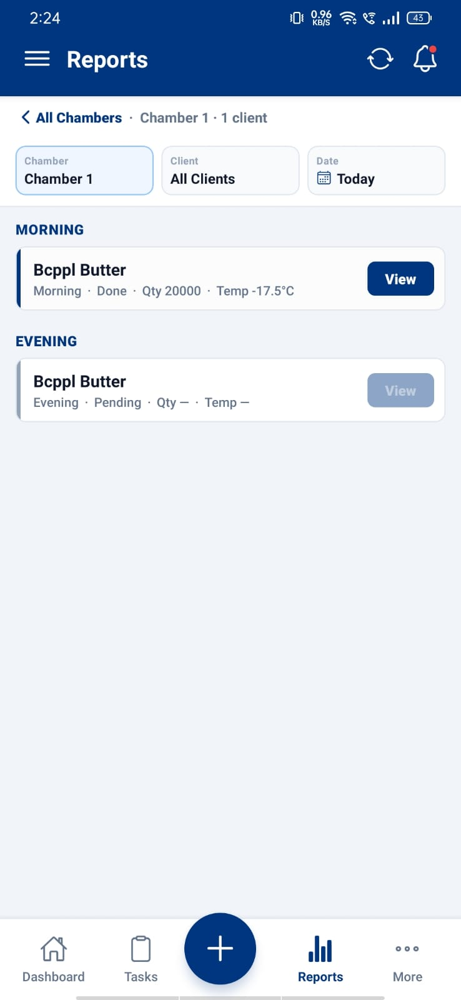 2:24
0.96
KB/S
43
Reports
All Chambers · Chamber 1 · 1 client
Chamber
Chamber 1
Client
All Clients
Date
Today
MORNING
Bcppl Butter
Morning · Done · Qty 20000 · Temp -17.5°C
View
EVENING
Bcppl Butter
Evening · Pending · Qty — · Temp —
View
Dashboard
Tasks
Reports
More